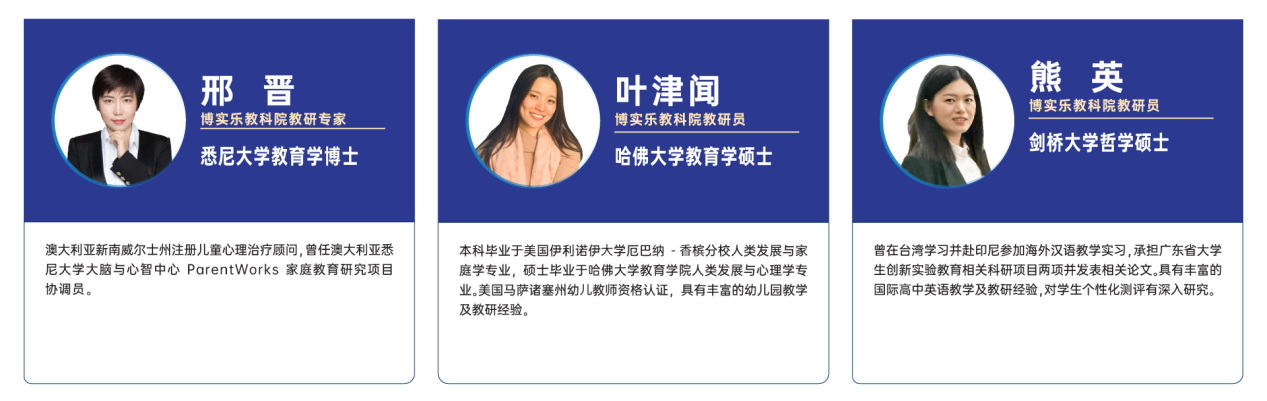 邢 晋
博实乐教科院教研专家
悉尼大学教育学博士
澳大利亚新南威尔士州注册儿童心理治疗顾问,曾任澳大利亚悉
尼大学大脑与心智中心 ParentWorks 家庭教育研究项目
协调员。
叶津闻
博实乐教科院教研员
哈佛大学教育学硕士
本科毕业于美国伊利诺伊大学厄巴纳 - 香槟分校人类发展与家
庭学专业，硕士毕业于哈佛大学教育学院人类发展与心理学专
业。美国马萨诸塞州幼儿教师资格认证，具有丰富的幼儿园教学
及教研经验。
熊 英
博实乐教科院教研员
剑桥大学哲学硕士
曾在台湾学习并赴印尼参加海外汉语教学实习,承担广东省大学
生创新实验教育相关科研项目两项并发表相关论文。具有丰富的
国际高中英语教学及教研经验,对学生个性化测评有深入研究。